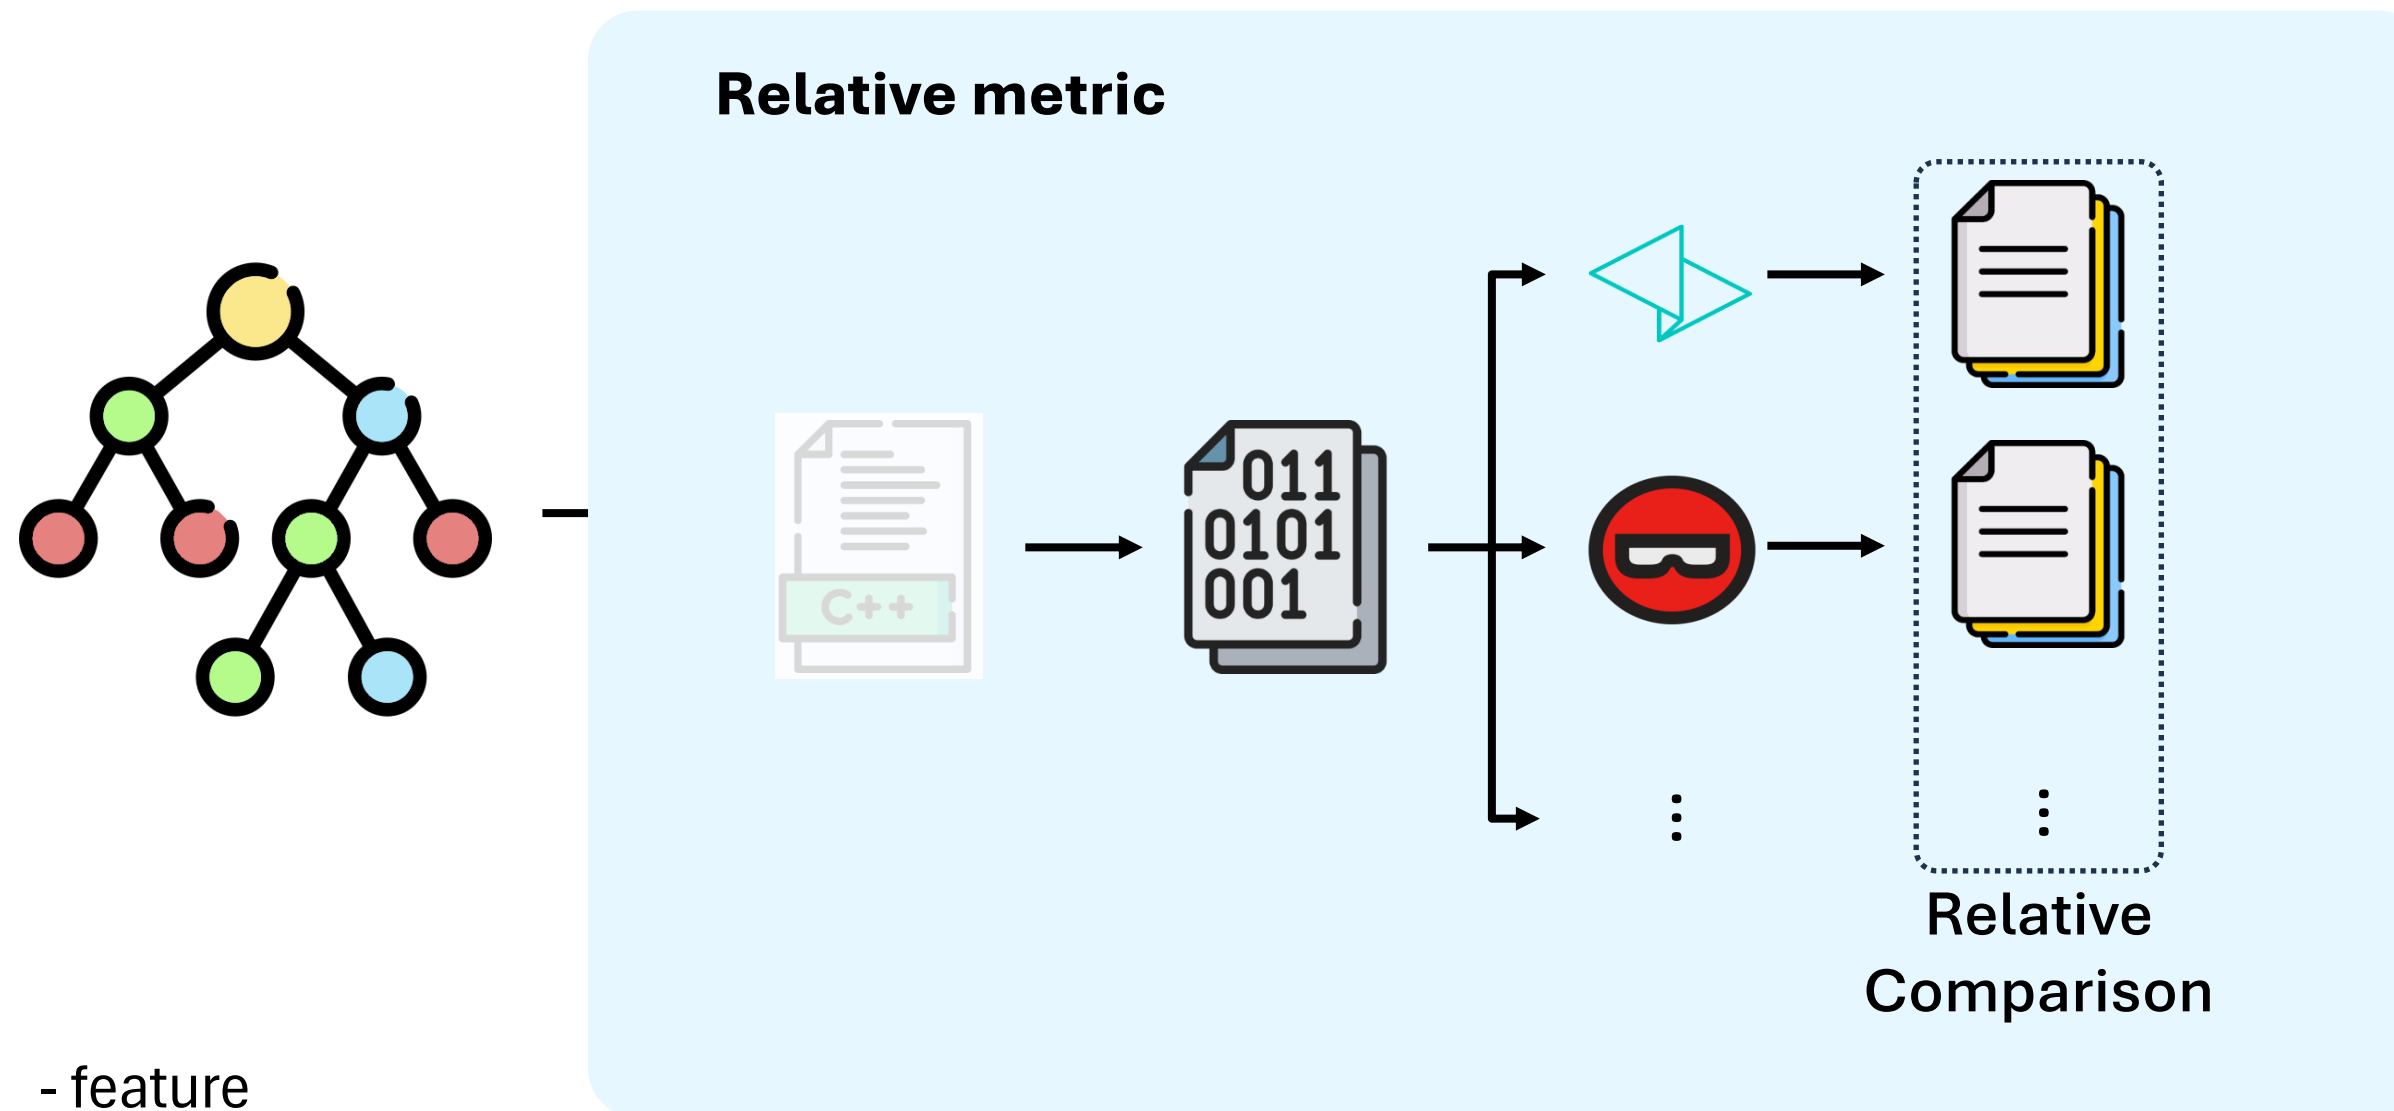 Relative metric
C++
011
0101
001
Relative
Comparison
- feature